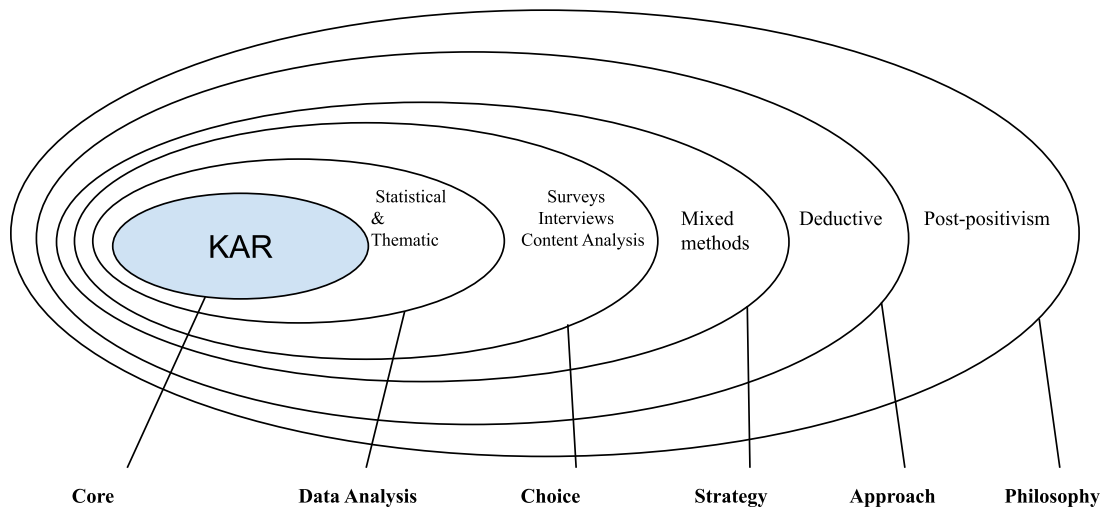 KAR
Statistical
&
Thematic
Surveys
Interviews
Content Analysis
Mixed
methods
Deductive
Post-positivism
Core
Data Analysis
Choice
Strategy
Approach
Philosophy